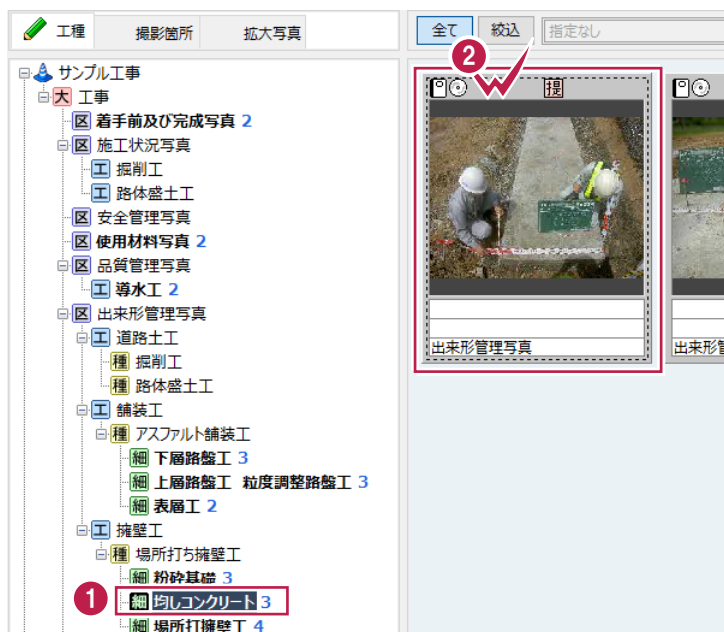 工種 撮影箇所 拡大写真
全て 絞込 指定なし
サンプル工事
大 工事
区 着手前及び完成写真 2
区 施工状況写真
工 掘削工
工 路体盛土工
区 安全管理写真
区 使用材料写真 2
区 品質管理写真
工 導水工 2
区 出来形管理写真
工 道路土工
種 掘削工
種 路体盛土工
工 舗装工
種 アスファルト舗装工
細 下層路盤工 3
細 上層路盤工 粒度調整路盤工 3
細 表層工 2
工 擁壁工
種 場所打ち擁壁工
細 粉砕基礎 3
1 細 均しコンクリート 3
細 場所打擁壁工 4
2
提
出来形管理写真
出来形